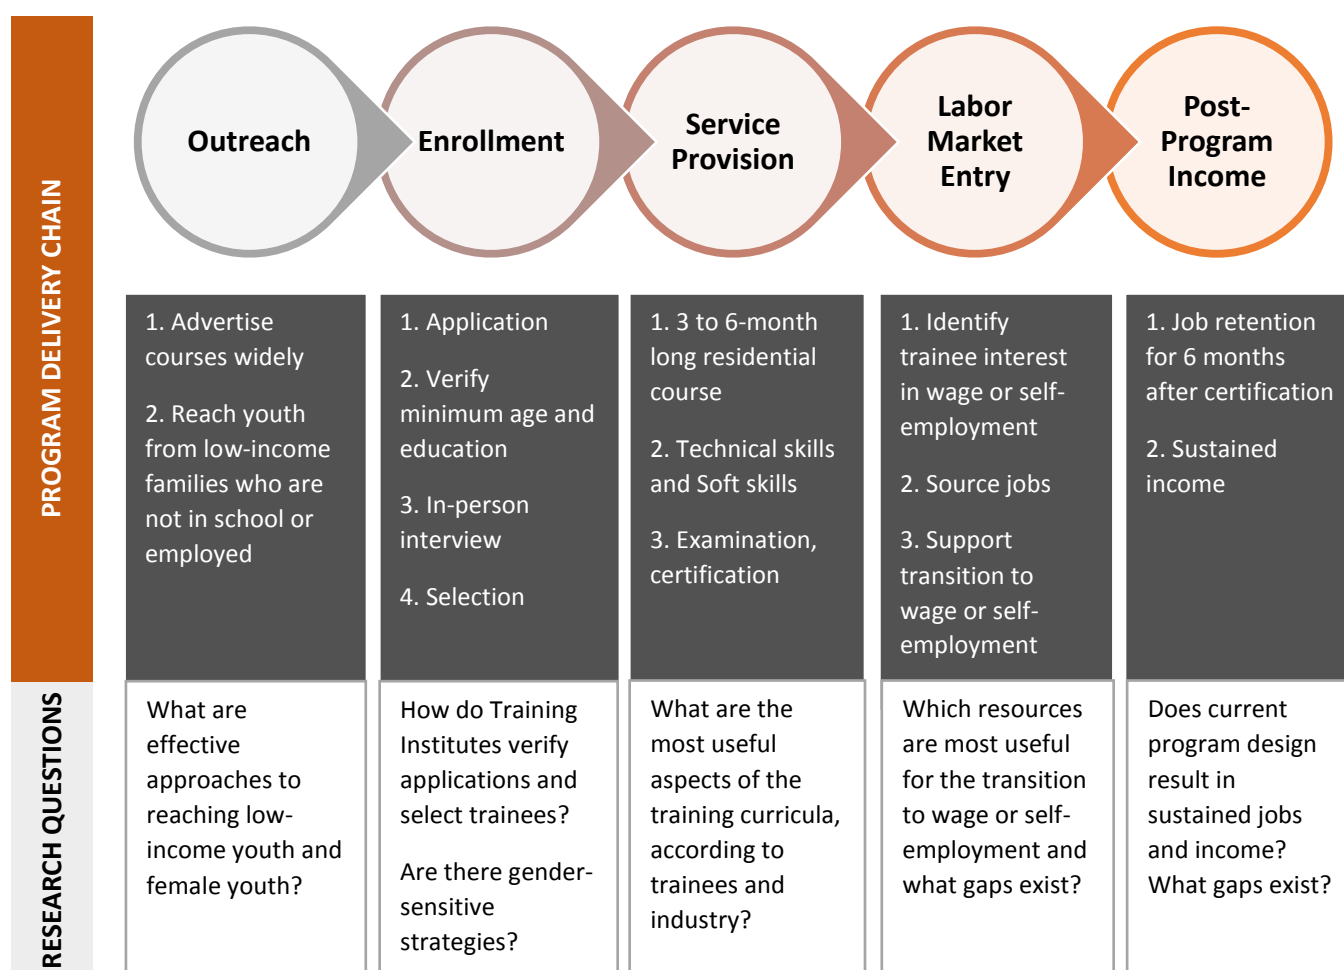 PROGRAM DELIVERY CHAIN
Outreach
Enrollment
Service
Provision
Labor
Market
Entry
Post-
Program
Income
1. Advertise
courses widely
2. Reach youth
from low-income
families who are
not in school or
employed
1. Application
2. Verify
minimum age and
education
3. In-person
interview
4. Selection
1. 3 to 6-month
long residential
course
2. Technical skills
and Soft skills
3. Examination,
certification
1. Identify
trainee interest
in wage or self-
employment
2. Source jobs
3. Support
transition to
wage or self-
employment
1. Job retention
for 6 months
after certification
2. Sustained
income
RESEARCH QUESTIONS
What are
effective
approaches to
reaching low-
income youth and
female youth?
How do Training
Institutes verify
applications and
select trainees?
Are there gender-
sensitive
strategies?
What are the
most useful
aspects of the
training curricula,
according to
trainees and
industry?
Which resources
are most useful
for the transition
to wage or self-
employment and
what gaps exist?
Does current
program design
result in
sustained jobs
and income?
What gaps exist?